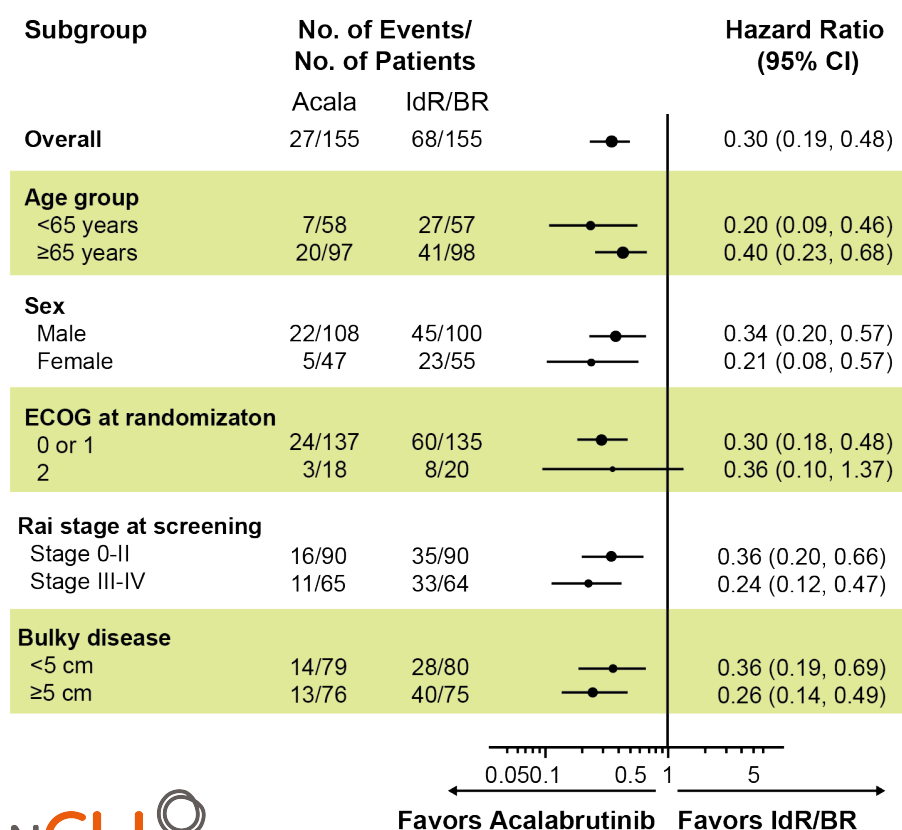 Subgroup No. of Events/ Hazard Ratio
No. of Patients (95% CI)
Acala IdR/BR
Overall 27/155 68/155 0.30 (0.19, 0.48)
Age group
<65 years 7/58 27/57 0.20 (0.09, 0.46)
≥65 years 20/97 41/98 0.40 (0.23, 0.68)
Sex
Male 22/108 45/100 0.34 (0.20, 0.57)
Female 5/47 23/55 0.21 (0.08, 0.57)
ECOG at randomizaton
0 or 1 24/137 60/135 0.30 (0.18, 0.48)
2 3/18 8/20 0.36 (0.10, 1.37)
Rai stage at screening
Stage 0-II 16/90 35/90 0.36 (0.20, 0.66)
Stage III-IV 11/65 33/64 0.24 (0.12, 0.47)
Bulky disease
<5 cm 14/79 28/80 0.36 (0.19, 0.69)
≥5 cm 13/76 40/75 0.26 (0.14, 0.49)
0.05 0.1 0.5 1 5
Favors Acalabrutinib Favors IdR/BR